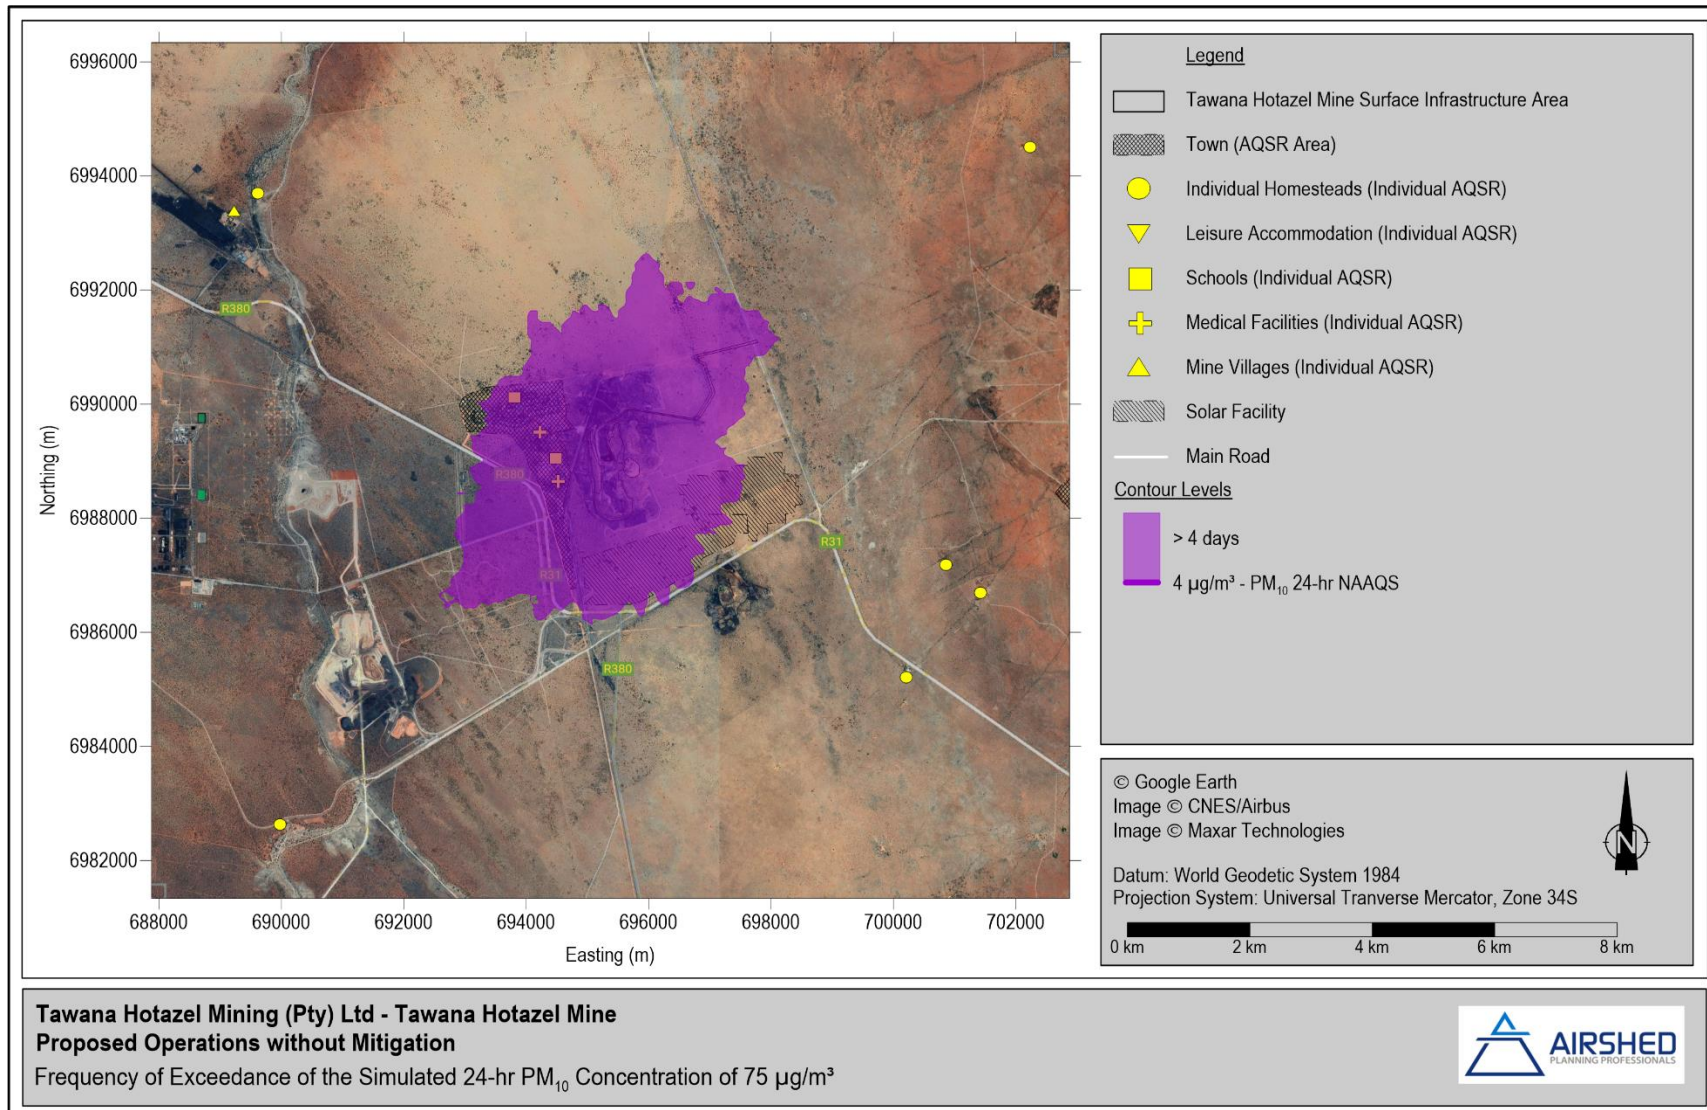 6996000
6994000
6992000
6990000
6988000
6986000
6984000
6982000
Northing (m)
688000 690000 692000 694000 696000 698000 700000 702000
Easting (m)
R380
R380
R31
R31
R380
Legend
Tawana Hotazel Mine Surface Infrastructure Area
Town (AQSR Area)
Individual Homesteads (Individual AQSR)
Leisure Accommodation (Individual AQSR)
Schools (Individual AQSR)
Medical Facilities (Individual AQSR)
Mine Villages (Individual AQSR)
Solar Facility
Main Road
Contour Levels
> 4 days
4 µg/m³ - PM₁₀ 24-hr NAAQS
© Google Earth
Image © CNES/Airbus
Image © Maxar Technologies
N
Datum: World Geodetic System 1984
Projection System: Universal Tranverse Mercator, Zone 34S
0 km 2 km 4 km 6 km 8 km
Tawana Hotazel Mining (Pty) Ltd - Tawana Hotazel Mine
Proposed Operations without Mitigation
Frequency of Exceedance of the Simulated 24-hr PM₁₀ Concentration of 75 µg/m³
AIRSHED
PLANNING PROFESSIONALS